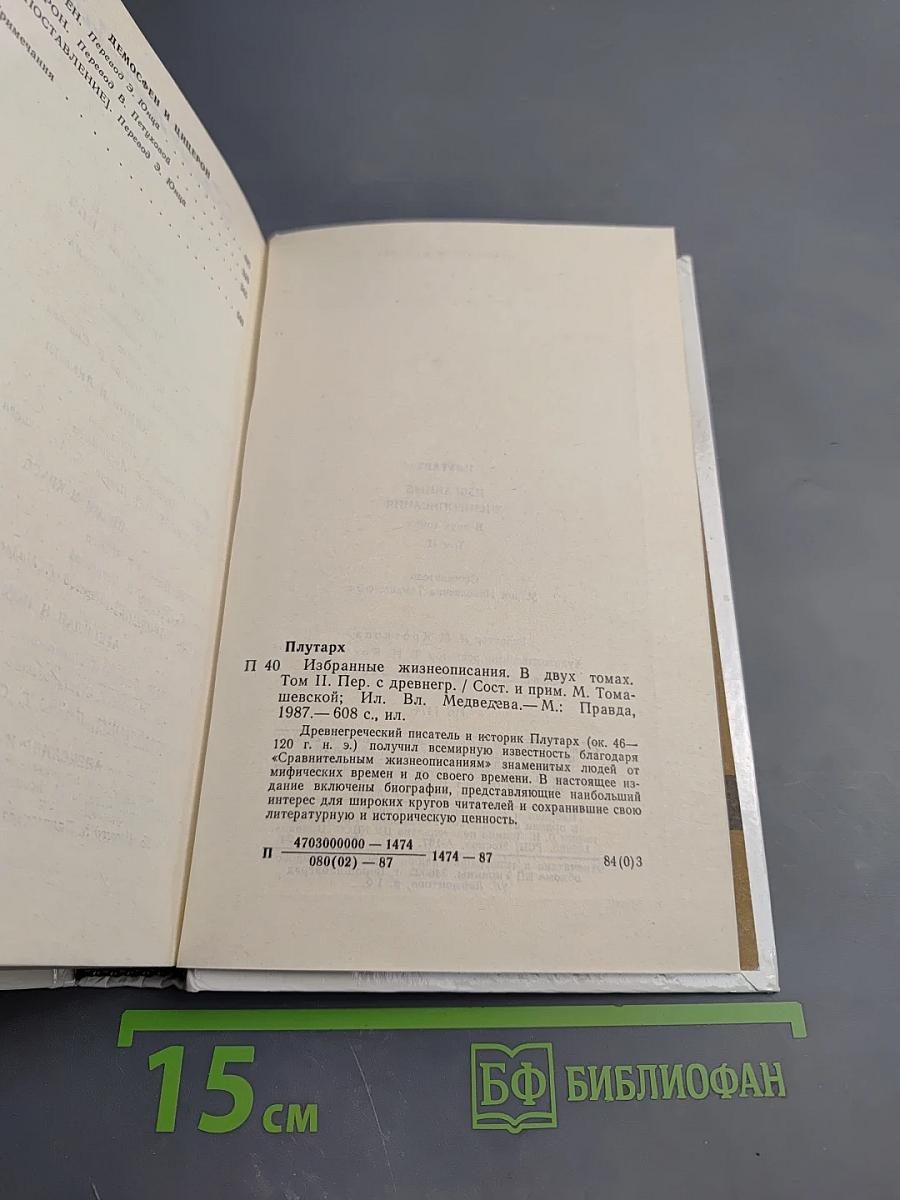 ДЕМОСФЕН И ЦИЦЕРОН
Перевод Э. Юнца
Перевод В. Петуховой
Перевод Э. Юнца
Плутарх
П 40 Избранные жизнеописания. В двух томах.
Том II. Пер. с древнегр. / Сост. и прим. М. Тома-
шевской; Ил. Вл. Медведева.— М.: Правда,
1987.— 608 с., ил.
Древнегреческий писатель и историк Плутарх (ок. 46—
120 г. н. э.) получил всемирную известность благодаря
«Сравнительным жизнеописаниям» знаменитых людей от
мифических времен и до своего времени. В настоящее из-
дание включены биографии, представляющие наибольший
интерес для широких кругов читателей и сохранившие свою
литературную и историческую ценность.
П 4703000000 — 1474
080(02) — 87
1474 — 87
84(0)3
15 см
БФ БИБЛИОФАН